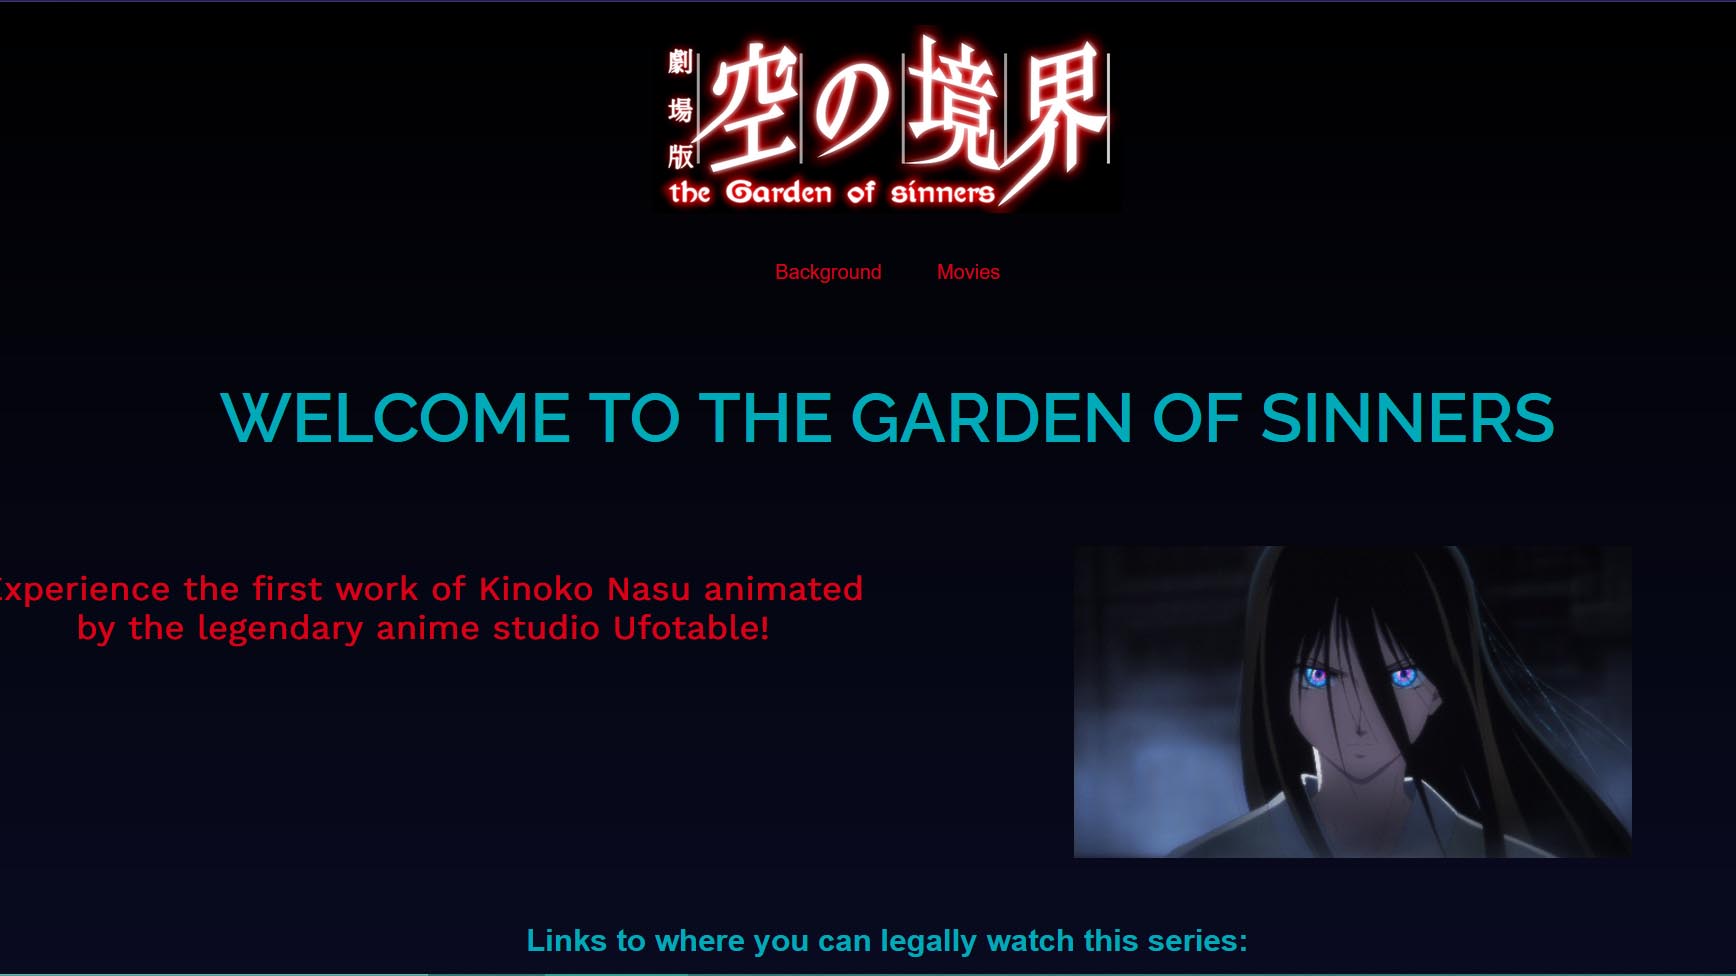 劇場版
空の境界
the Garden of sinners
Background Movies
WELCOME TO THE GARDEN OF SINNERS
Experience the first work of Kinoko Nasu animated
by the legendary anime studio Ufotable!
Links to where you can legally watch this series: